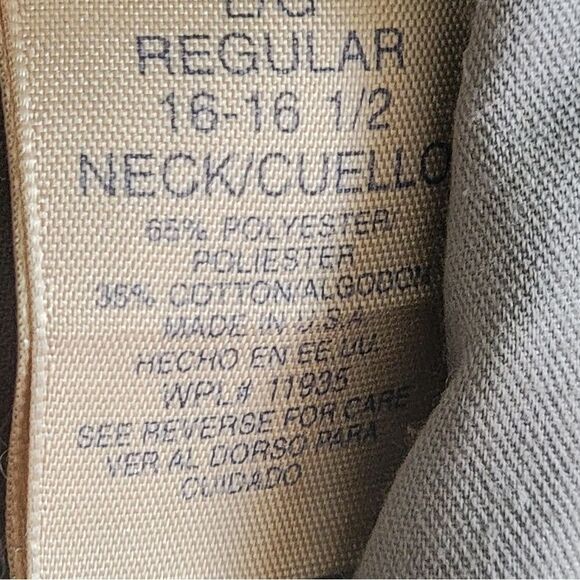 L/G
REGULAR
16-16 1/2
NECK/CUELLO
65% POLYESTER/
POLIESTER
35% COTTON/ALGODON
MADE IN U.S.A.
HECHO EN EE.UU.
WPL# 11935
SEE REVERSE FOR CARE
VER AL DORSO PARA
CUIDADO